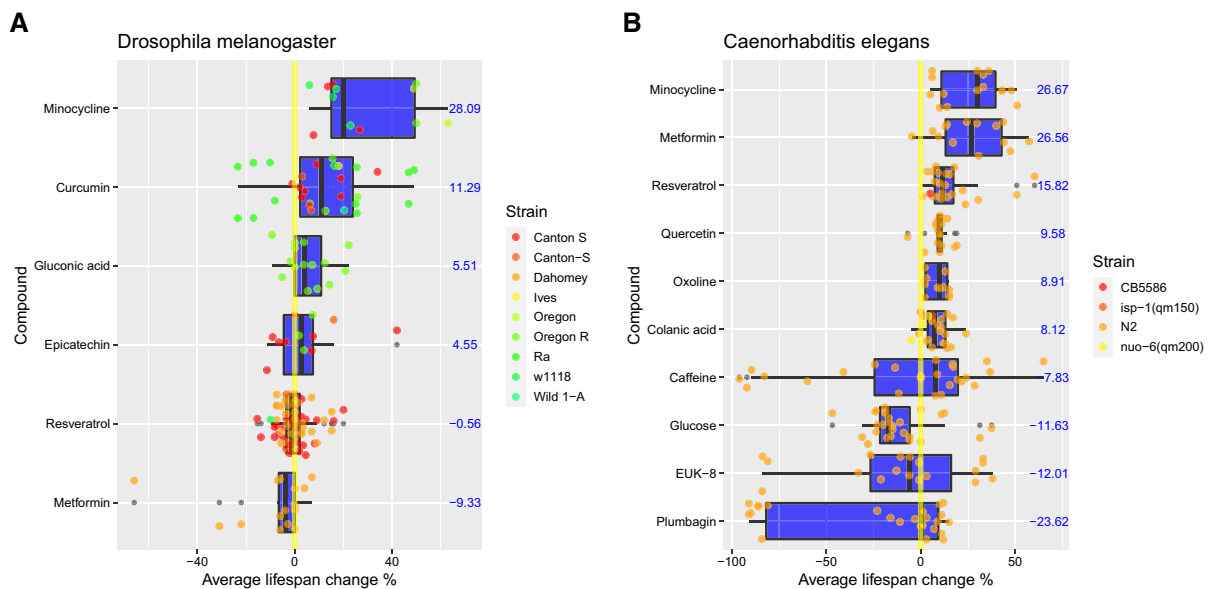 A
Drosophila melanogaster
Compound
Minocycline
28.09
Curcumin
11.29
Gluconic acid
5.51
Epicatechin
4.55
Resveratrol
−0.56
Metformin
−9.33
−40
0
40
Average lifespan change %
Strain
Canton S
Canton−S
Dahomey
Ives
Oregon
Oregon R
Ra
w1118
Wild 1−A
B
Caenorhabditis elegans
Compound
Minocycline
26.67
Metformin
26.56
Resveratrol
15.82
Quercetin
9.58
Oxoline
8.91
Colanic acid
8.12
Caffeine
7.83
Glucose
−11.63
EUK−8
−12.01
Plumbagin
−23.62
−100
−50
0
50
Average lifespan change %
Strain
CB5586
isp−1(qm150)
N2
nuo−6(qm200)